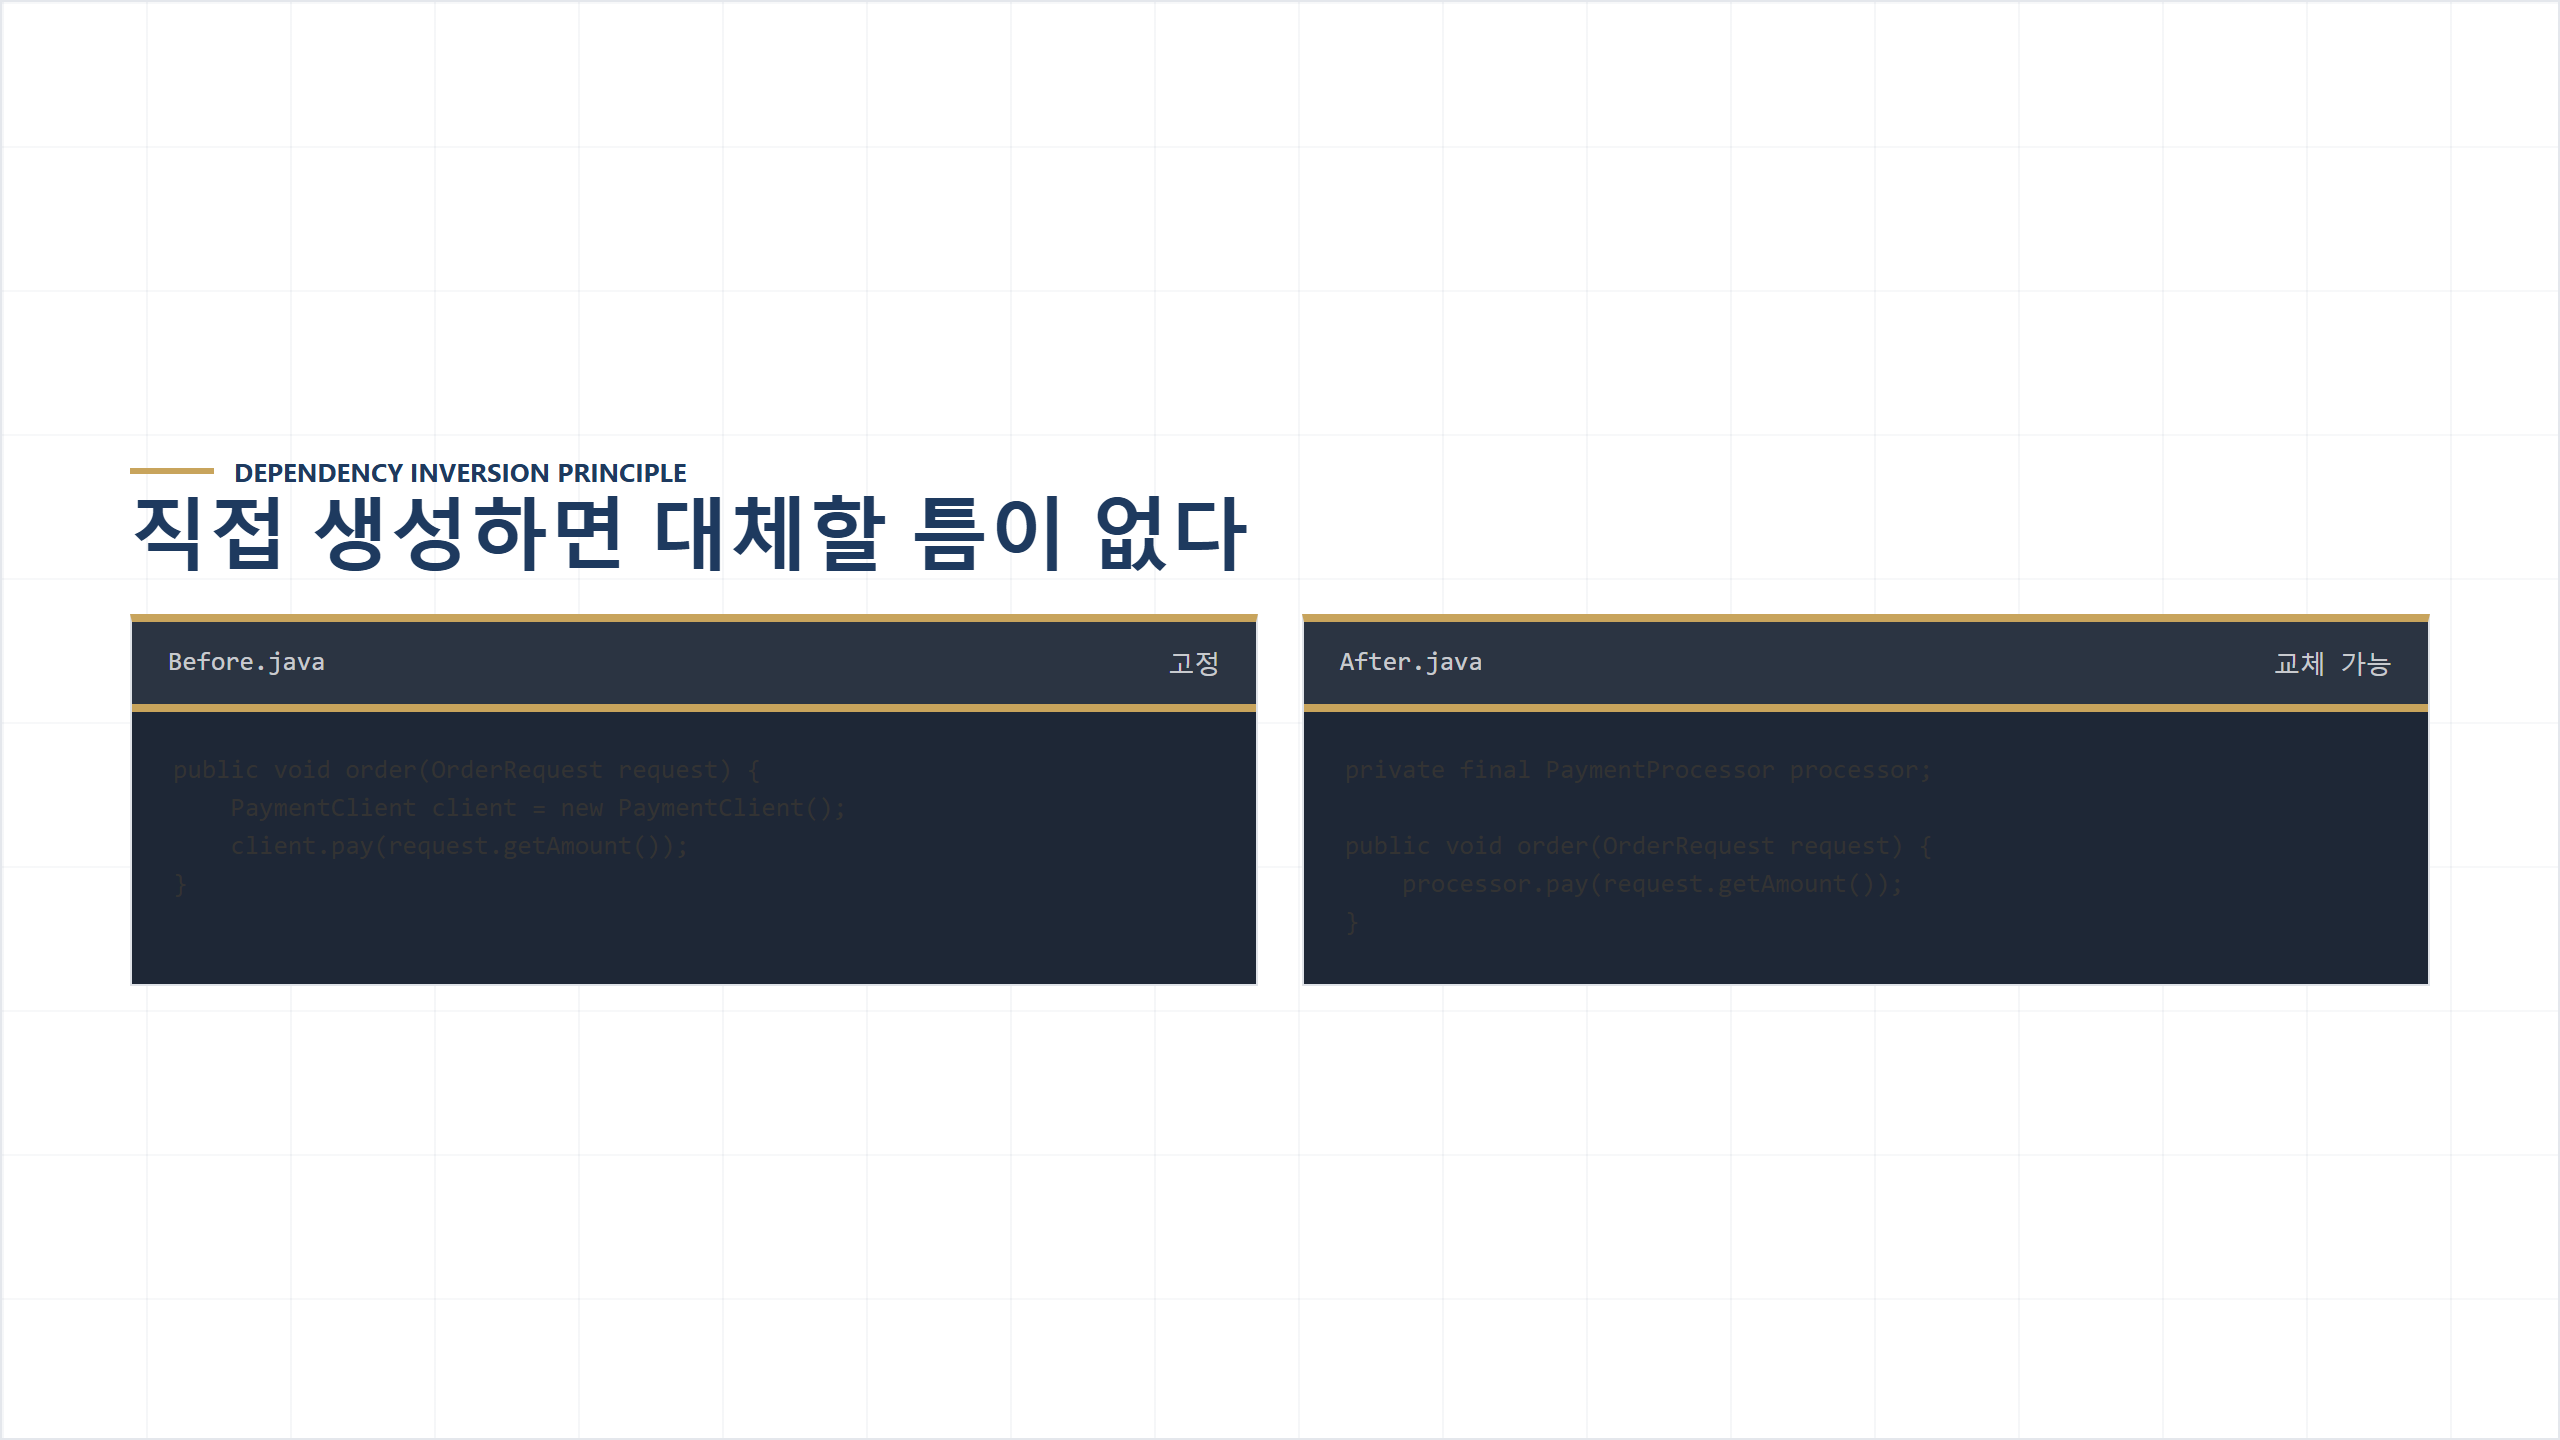 DEPENDENCY INVERSION PRINCIPLE
직접 생성하면 대체할 틈이 없다
Before.java 고정
public void order(OrderRequest request) {
    PaymentClient client = new PaymentClient();
    client.pay(request.getAmount());
}
After.java 교체 가능
private final PaymentProcessor processor;

public void order(OrderRequest request) {
    processor.pay(request.getAmount());
}